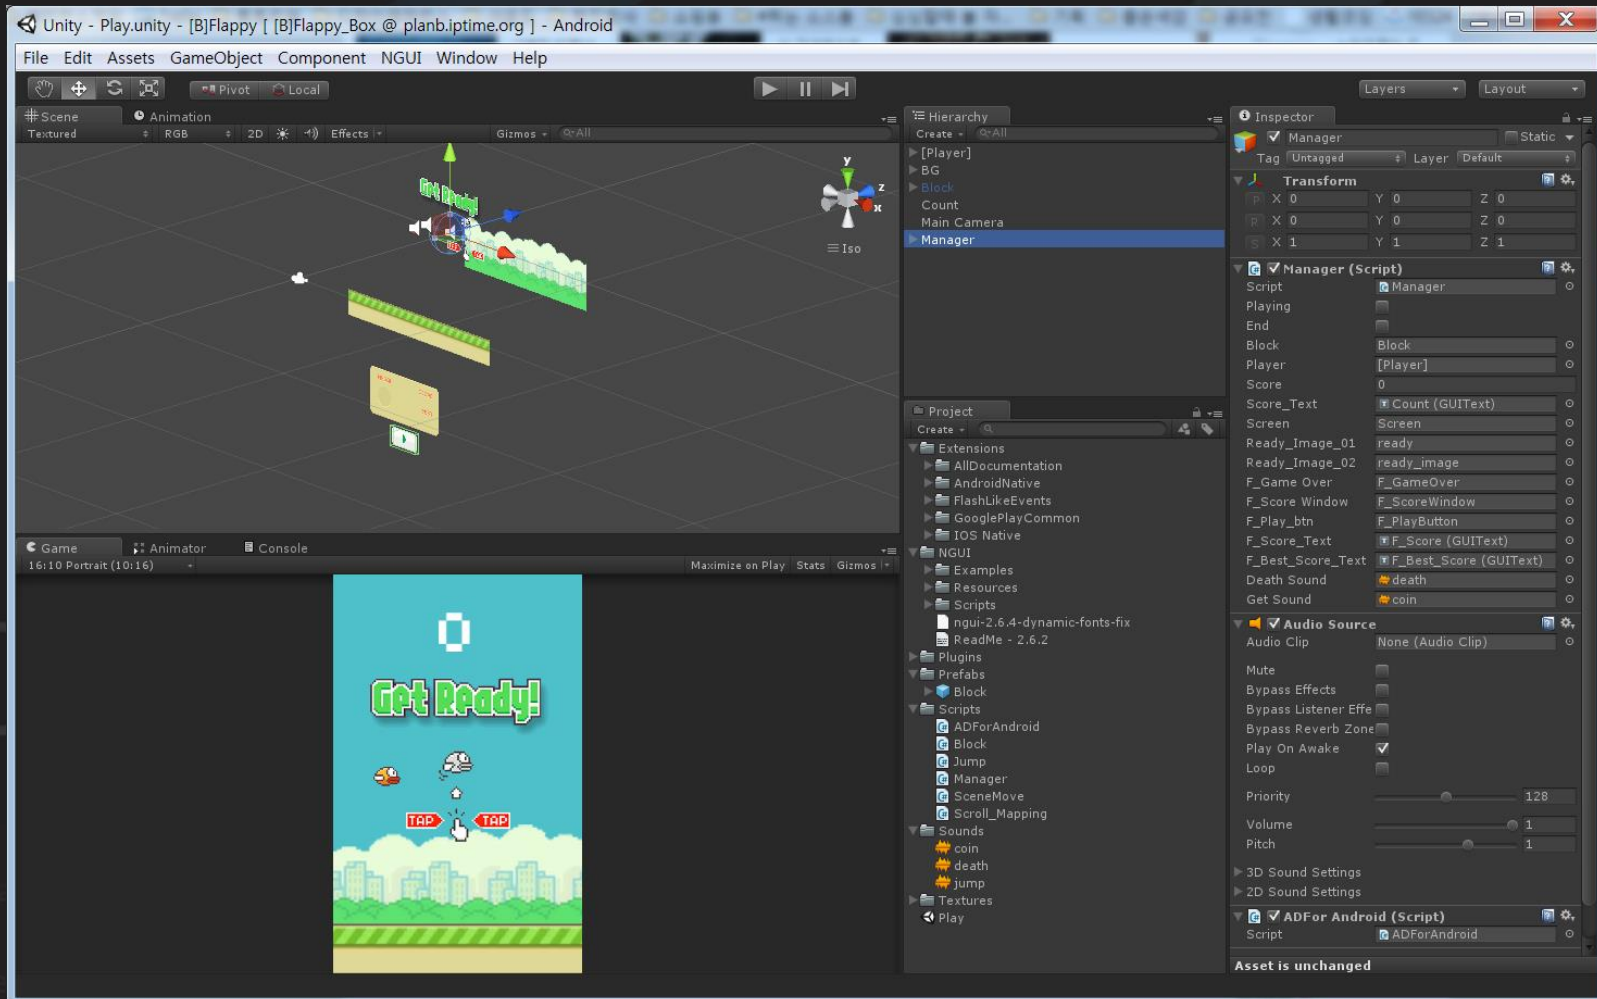 Unity - Play.unity - [B]Flappy [ [B]Flappy_Box @ planb.iptime.org ] - Android
File Edit Assets GameObject Component NGUI Window Help
Pivot Local
Layers Layout
Scene Animation
Textured RGB 2D Effects Gizmos All
y
z
x
Iso
Get Ready!
Game Animator Console
16:10 Portrait (10:16) Maximize on Play Stats Gizmos
0
Get Ready!
TAP TAP
Hierarchy
Create All
[Player]
BG
Block
Count
Main Camera
Manager
Project
Create
Extensions
AllDocumentation
AndroidNative
FlashLikeEvents
GooglePlayCommon
IOS Native
NGUI
Examples
Resources
Scripts
ngui-2.6.4-dynamic-fonts-fix
ReadMe - 2.6.2
Plugins
Prefabs
Block
Scripts
ADForAndroid
Block
Jump
Manager
SceneMove
Scroll_Mapping
Sounds
coin
death
jump
Textures
Play
Inspector
Manager Static
Tag Untagged Layer Default
Transform
P X 0 Y 0 Z 0
R X 0 Y 0 Z 0
S X 1 Y 1 Z 1
Manager (Script)
Script Manager
Playing
End
Block Block
Player [Player]
Score 0
Score_Text Count (GUIText)
Screen Screen
Ready_Image_01 ready
Ready_Image_02 ready_image
F_Game Over F_GameOver
F_Score Window F_ScoreWindow
F_Play_btn F_PlayButton
F_Score_Text F_Score (GUIText)
F_Best_Score_Text F_Best_Score (GUIText)
Death Sound death
Get Sound coin
Audio Source
Audio Clip None (Audio Clip)
Mute
Bypass Effects
Bypass Listener Effe
Bypass Reverb Zone
Play On Awake
Loop
Priority 128
Volume 1
Pitch 1
3D Sound Settings
2D Sound Settings
ADFor Android (Script)
Script ADForAndroid
Asset is unchanged